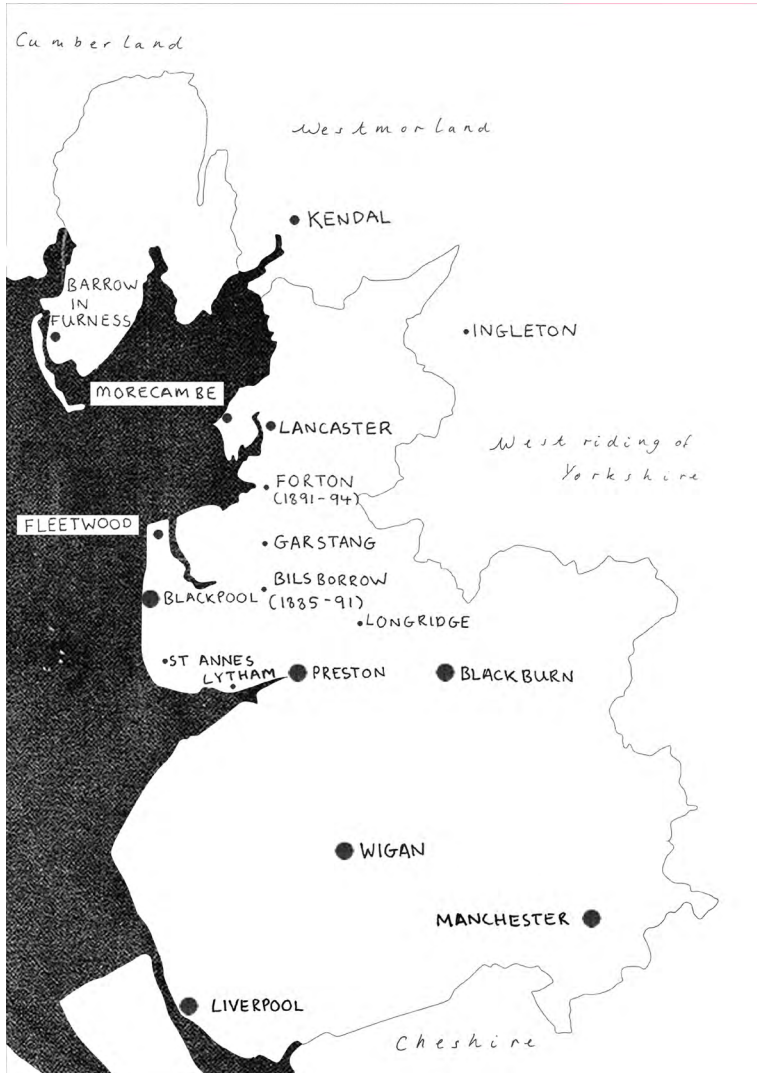 Cumberland
Westmorland
KENDAL
BARROW
IN
FURNESS
INGLETON
MORECAMBE
LANCASTER
West riding of
Yorkshire
FORTON
(1891-94)
FLEETWOOD
GARSTANG
BILSBORROW
(1885-91)
BLACKPOOL
LONGRIDGE
ST ANNES
LYTHAM
PRESTON
BLACKBURN
WIGAN
MANCHESTER
LIVERPOOL
Cheshire